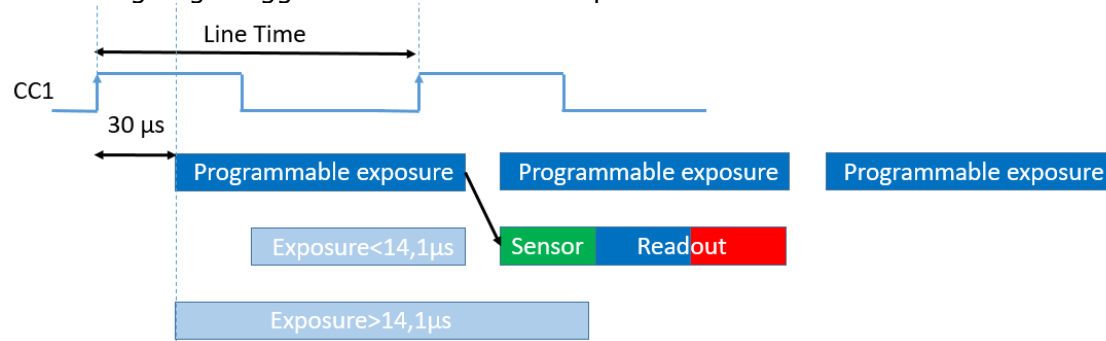 Line Time
CC1
30 µs
Programmable exposure Programmable exposure Programmable exposure
Exposure<14,1µs Sensor Readout
Exposure>14,1µs